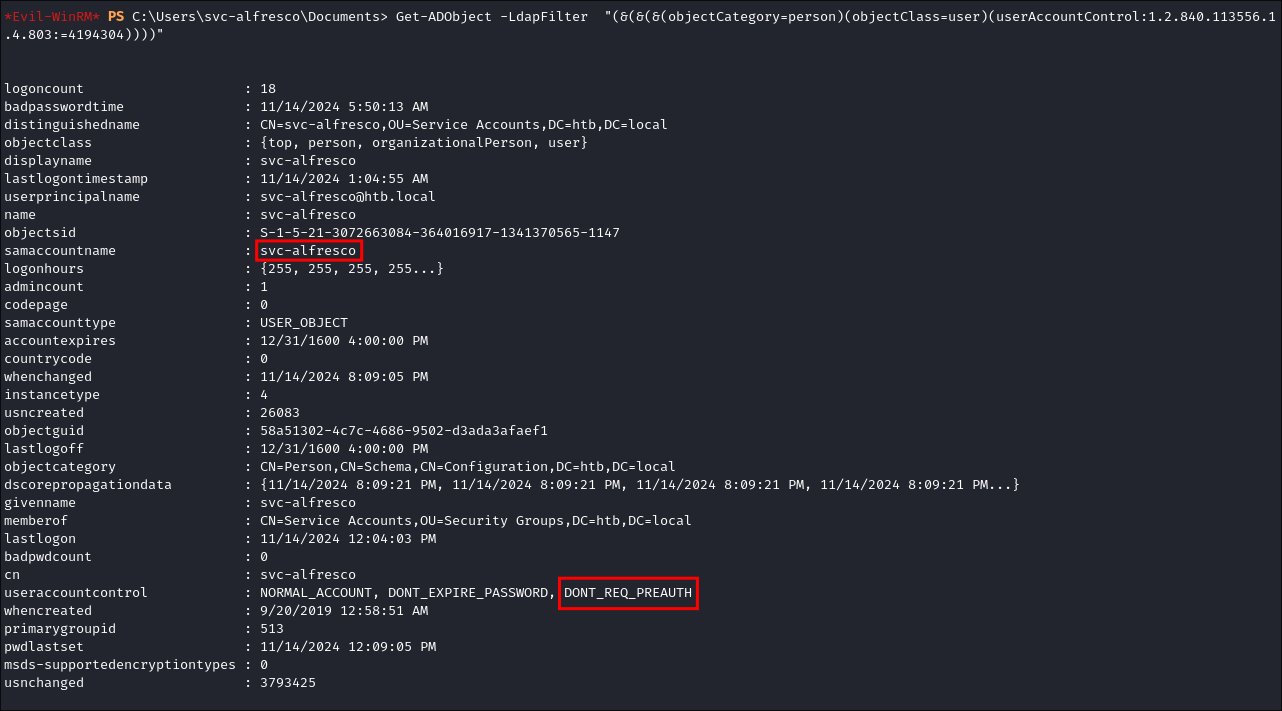 *Evil-WinRM* PS C:\Users\svc-alfresco\Documents> Get-ADObject -LdapFilter  "(&(&(&(objectCategory=person)(objectClass=user)(userAccountControl:1.2.840.113556.1
.4.803:=4194304))))"
logoncount                    : 18
badpasswordtime               : 11/14/2024 5:50:13 AM
distinguishedname             : CN=svc-alfresco,OU=Service Accounts,DC=htb,DC=local
objectclass                   : {top, person, organizationalPerson, user}
displayname                   : svc-alfresco
lastlogontimestamp            : 11/14/2024 1:04:55 AM
userprincipalname             : svc-alfresco@htb.local
name                          : svc-alfresco
objectsid                     : S-1-5-21-3072663084-364016917-1341370565-1147
samaccountname                : svc-alfresco
logonhours                    : {255, 255, 255, 255...}
admincount                    : 1
codepage                      : 0
samaccounttype                : USER_OBJECT
accountexpires                : 12/31/1600 4:00:00 PM
countrycode                   : 0
whenchanged                   : 11/14/2024 8:09:05 PM
instancetype                  : 4
usncreated                    : 26083
objectguid                    : 58a51302-4c7c-4686-9502-d3ada3afaef1
lastlogoff                    : 12/31/1600 4:00:00 PM
objectcategory                : CN=Person,CN=Schema,CN=Configuration,DC=htb,DC=local
dscorepropagationdata         : {11/14/2024 8:09:21 PM, 11/14/2024 8:09:21 PM, 11/14/2024 8:09:21 PM, 11/14/2024 8:09:21 PM...}
givenname                     : svc-alfresco
memberof                      : CN=Service Accounts,OU=Security Groups,DC=htb,DC=local
lastlogon                     : 11/14/2024 12:04:03 PM
badpwdcount                   : 0
cn                            : svc-alfresco
useraccountcontrol            : NORMAL_ACCOUNT, DONT_EXPIRE_PASSWORD, DONT_REQ_PREAUTH
whencreated                   : 9/20/2019 12:58:51 AM
primarygroupid                : 513
pwdlastset                    : 11/14/2024 12:09:05 PM
msds-supportedencryptiontypes : 0
usnchanged                    : 3793425